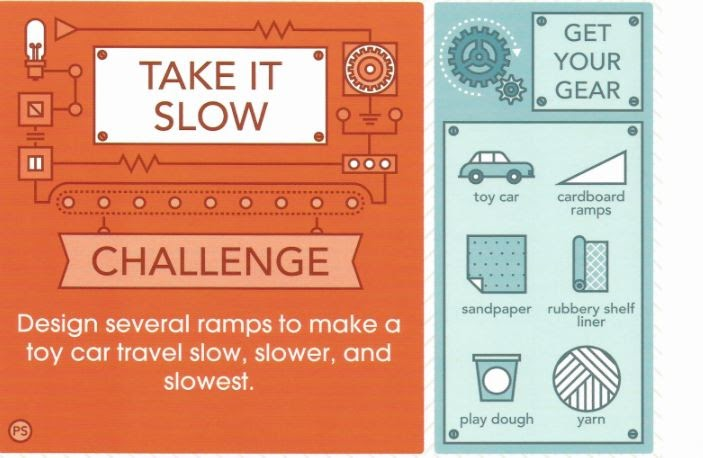 TAKE IT
SLOW
CHALLENGE
Design several ramps to make a
toy car travel slow, slower, and
slowest.
PS
GET
YOUR
GEAR
toy car
cardboard
ramps
sandpaper
rubbery shelf
liner
play dough
yarn